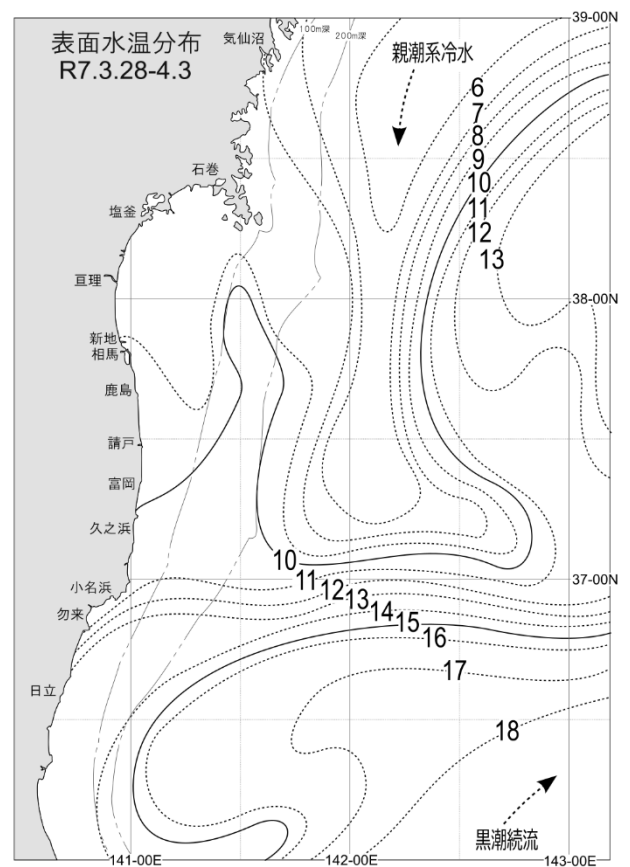 表面水温分布
R7.3.28-4.3
気仙沼
100m深
200m深
39-00N
親潮系冷水
6
7
8
9
10
11
12
13
石巻
塩釜
亘理
38-00N
新地
相馬
鹿島
請戸
富岡
久之浜
小名浜
勿来
日立
10
11
12
13
14
15
16
17
18
37-00N
黒潮続流
141-00E
142-00E
143-00E